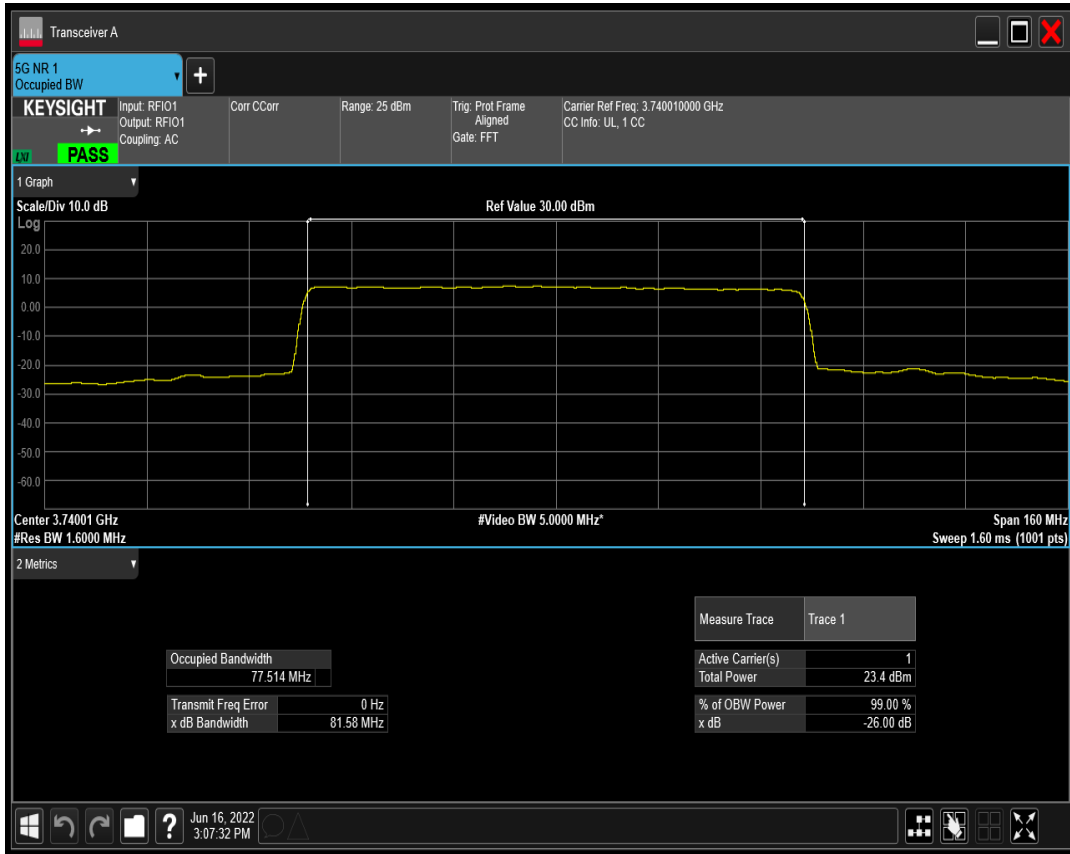 Transceiver A
5G NR 1
Occupied BW
+
KEYSIGHT
LXI PASS
Input: RFIO1
Output: RFIO1
Coupling: AC
Corr CCorr
Range: 25 dBm
Trig: Prot Frame
Aligned
Gate: FFT
Carrier Ref Freq: 3.740010000 GHz
CC Info: UL, 1 CC
1 Graph
Scale/Div 10.0 dB
Ref Value 30.00 dBm
Log
20.0
10.0
0.00
-10.0
-20.0
-30.0
-40.0
-50.0
-60.0
Center 3.74001 GHz
#Video BW 5.0000 MHz*
Span 160 MHz
#Res BW 1.6000 MHz
Sweep 1.60 ms (1001 pts)
2 Metrics
Measure Trace Trace 1
Occupied Bandwidth
77.514 MHz
Active Carrier(s) 1
Total Power 23.4 dBm
Transmit Freq Error 0 Hz
x dB Bandwidth 81.58 MHz
% of OBW Power 99.00 %
x dB -26.00 dB
?
Jun 16, 2022
3:07:32 PM